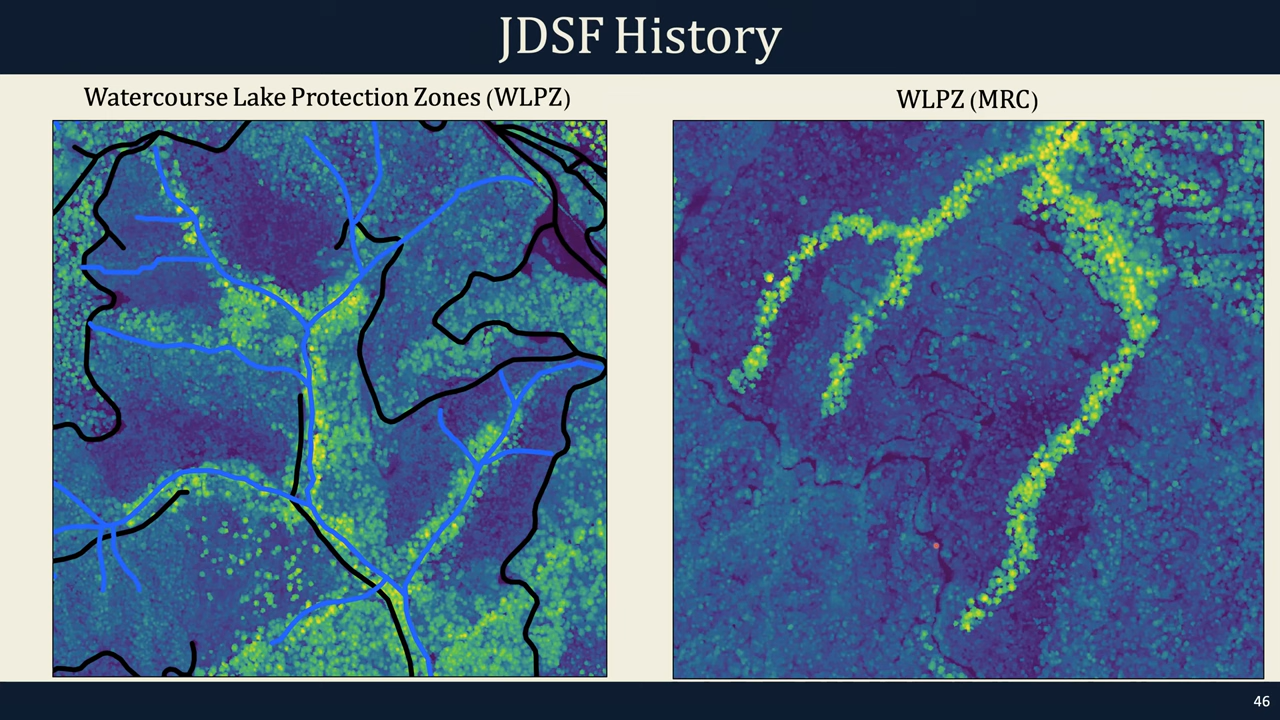 JDSF History
Watercourse Lake Protection Zones (WLPZ)
WLPZ (MRC)
46